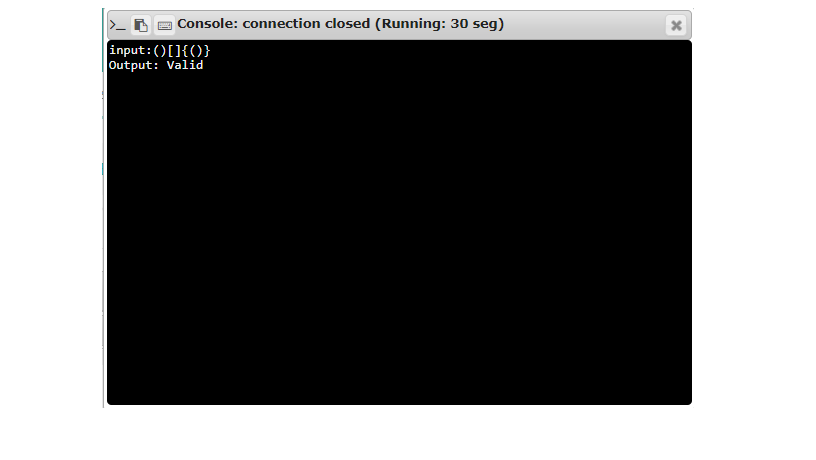 >_ Console: connection closed (Running: 30 seg)
input:()[]{()}
Output: Valid